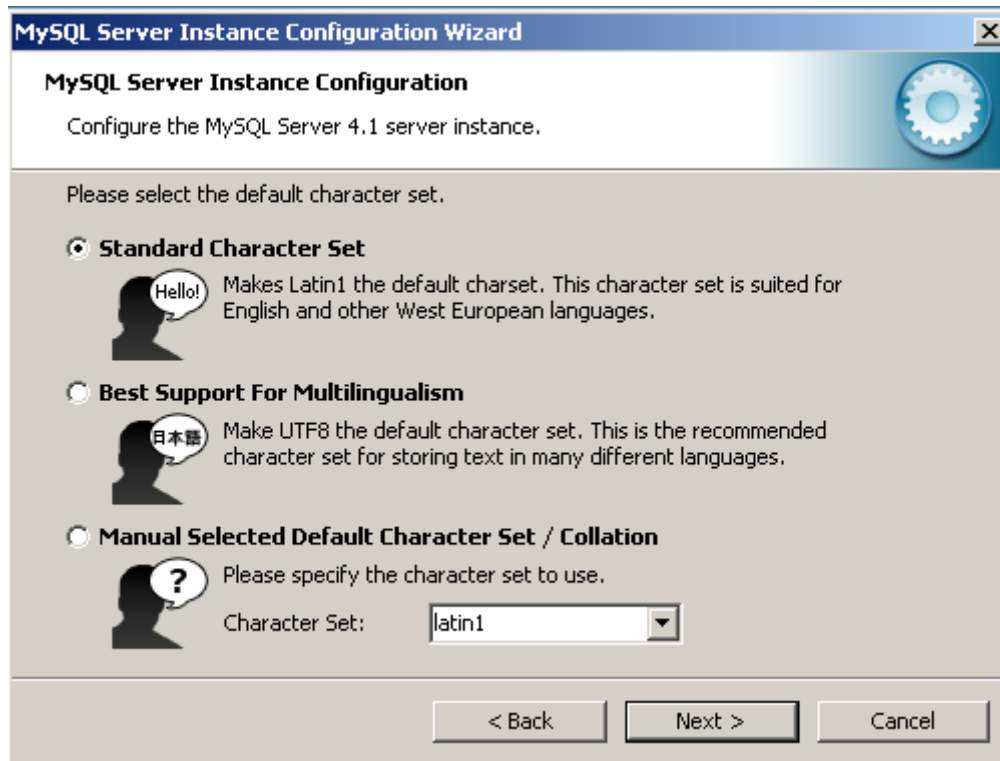 MySQL Server Instance Configuration Wizard
MySQL Server Instance Configuration
Configure the MySQL Server 4.1 server instance.
Please select the default character set.
Standard Character Set
Hello!
Makes Latin1 the default charset. This character set is suited for
English and other West European languages.
Best Support For Multilingualism
日本語
Make UTF8 the default character set. This is the recommended
character set for storing text in many different languages.
Manual Selected Default Character Set / Collation
?
Please specify the character set to use.
Character Set: latin1
< Back Next > Cancel